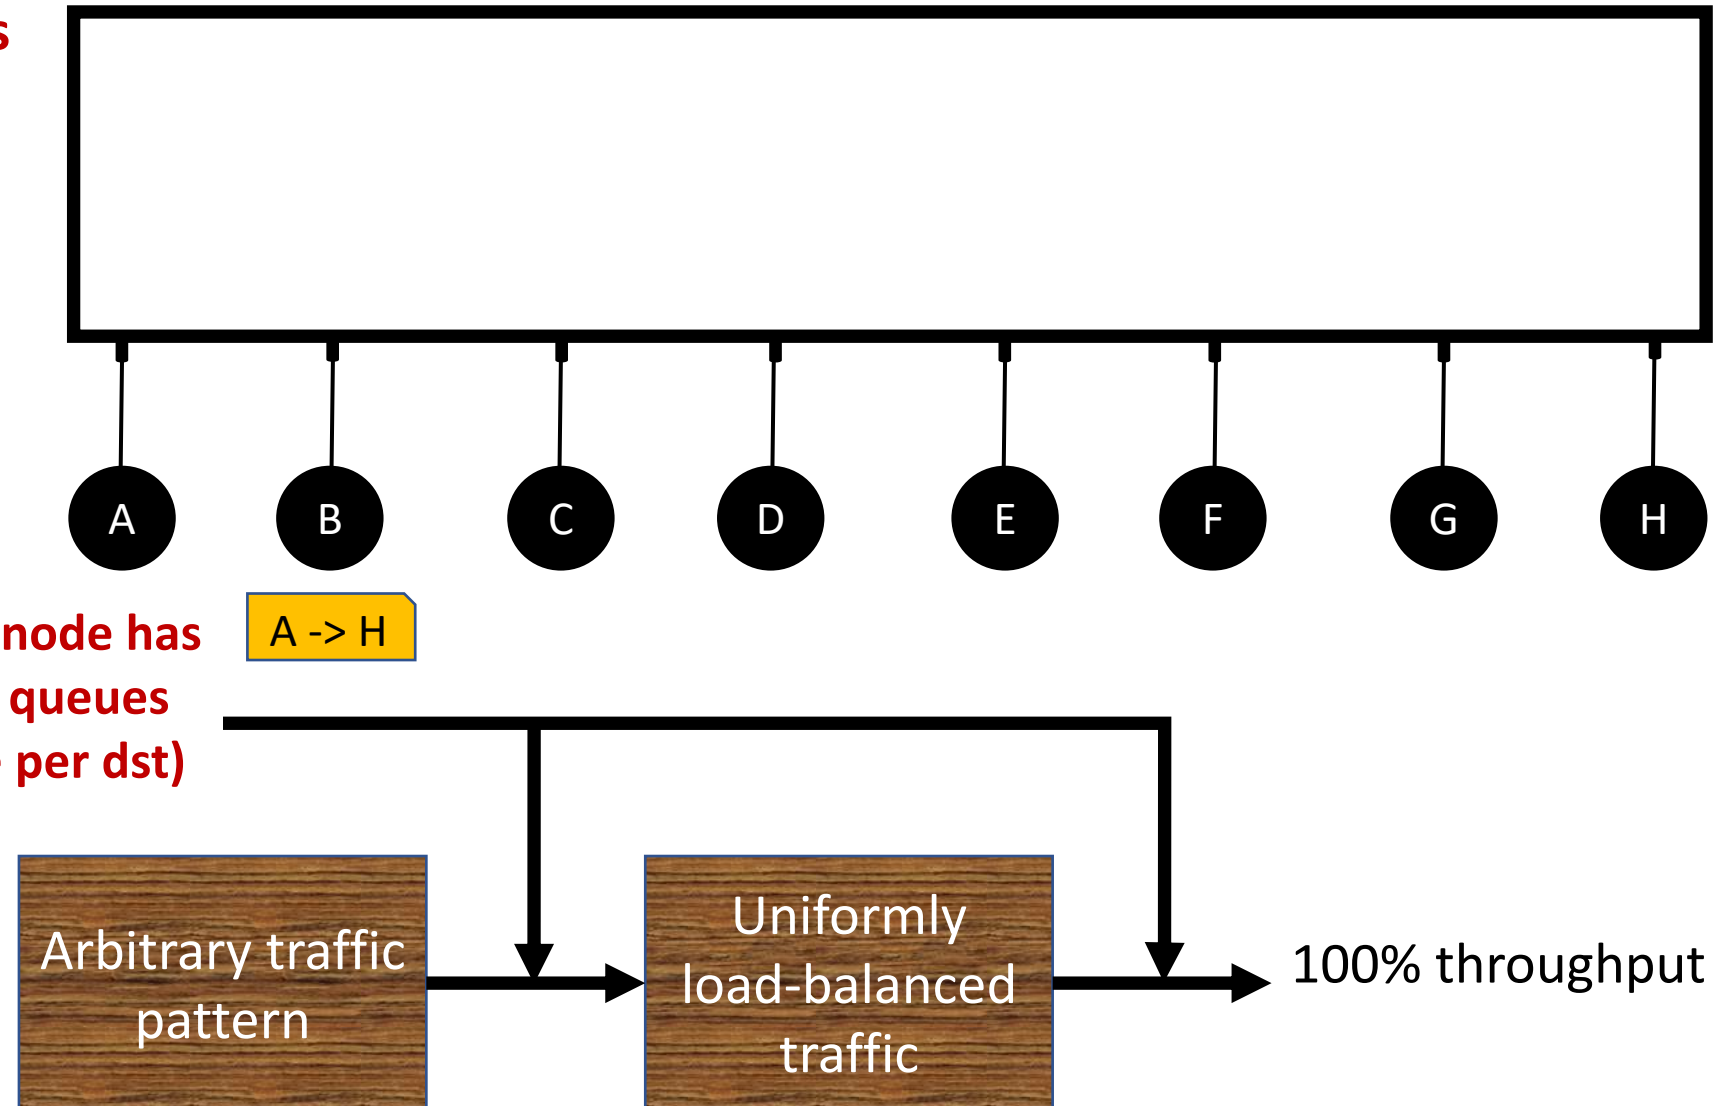 s
A B C D E F G H
node has
A -> H
queues
per dst)
Arbitrary traffic
pattern
Uniformly
load-balanced
traffic
100% throughput